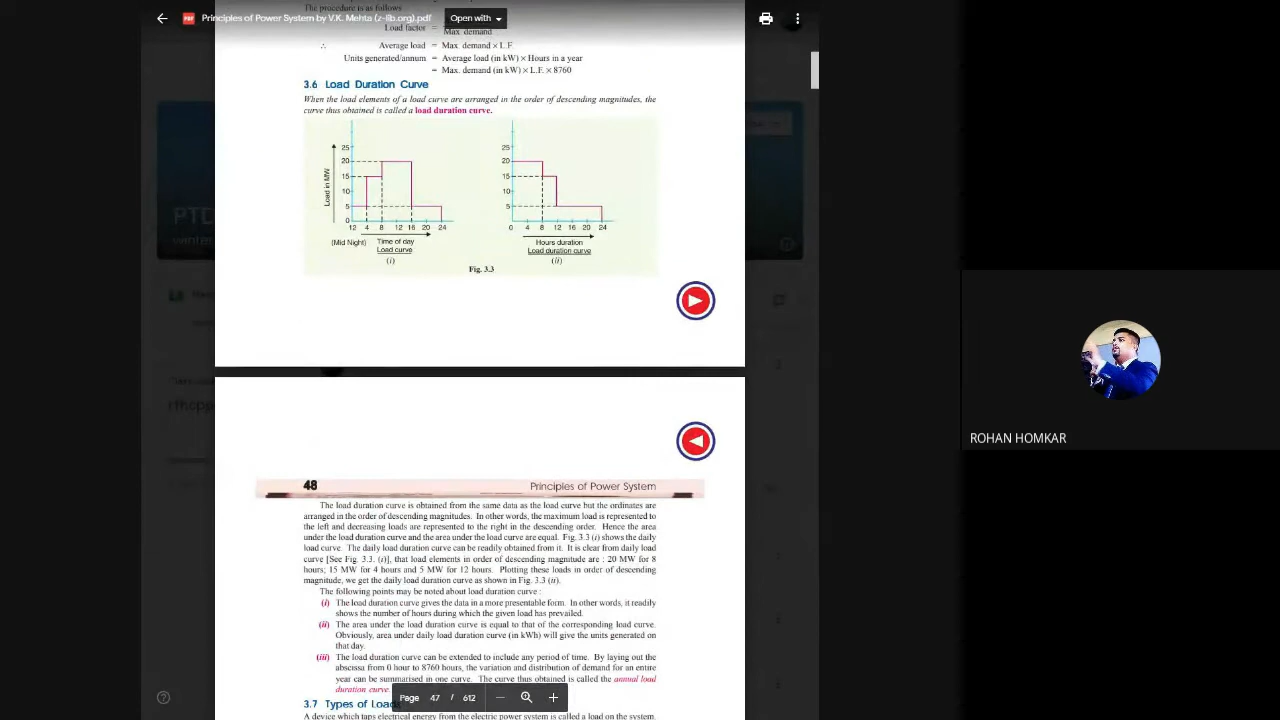 The procedure is as follows
Principles of Power System by V.K. Mehta (z-lib.org).pdf
Open with
Load factor =
Max. demand
∴ Average load = Max. demand × L.F.
Units generated/annum = Average load (in kW) × Hours in a year
= Max. demand (in kW) × L.F. × 8760
3.6 Load Duration Curve
When the load elements of a load curve are arranged in the order of descending magnitudes, the
curve thus obtained is called a load duration curve.
25
20
15
10
5
0
Load in MW
12 4 8 12 16 20 24
(Mid Night)
Time of day
Load curve
(i)
25
20
15
10
5
0 4 8 12 16 20 24
Hours duration
Load duration curve
(ii)
Fig. 3.3
PTC
winter
ROHAN HOMKAR
48
Principles of Power System
The load duration curve is obtained from the same data as the load curve but the ordinates are
arranged in the order of descending magnitudes. In other words, the maximum load is represented to
the left and decreasing loads are represented to the right in the descending order. Hence the area
under the load duration curve and the area under the load curve are equal. Fig. 3.3 (i) shows the daily
load curve. The daily load duration curve can be readily obtained from it. It is clear from daily load
curve [See Fig. 3.3. (i)], that load elements in order of descending magnitude are : 20 MW for 8
hours; 15 MW for 4 hours and 5 MW for 12 hours. Plotting these loads in order of descending
magnitude, we get the daily load duration curve as shown in Fig. 3.3 (ii).
The following points may be noted about load duration curve :
(i) The load duration curve gives the data in a more presentable form. In other words, it readily
shows the number of hours during which the given load has prevailed.
(ii) The area under the load duration curve is equal to that of the corresponding load curve.
Obviously, area under daily load duration curve (in kWh) will give the units generated on
that day.
(iii) The load duration curve can be extended to include any period of time. By laying out the
abscissa from 0 hour to 8760 hours, the variation and distribution of demand for an entire
year can be summarised in one curve. The curve thus obtained is called the annual load
duration curve.
Page 47 / 612
3.7 Types of Load
A device which taps electrical energy from the electric power system is called a load on the system.